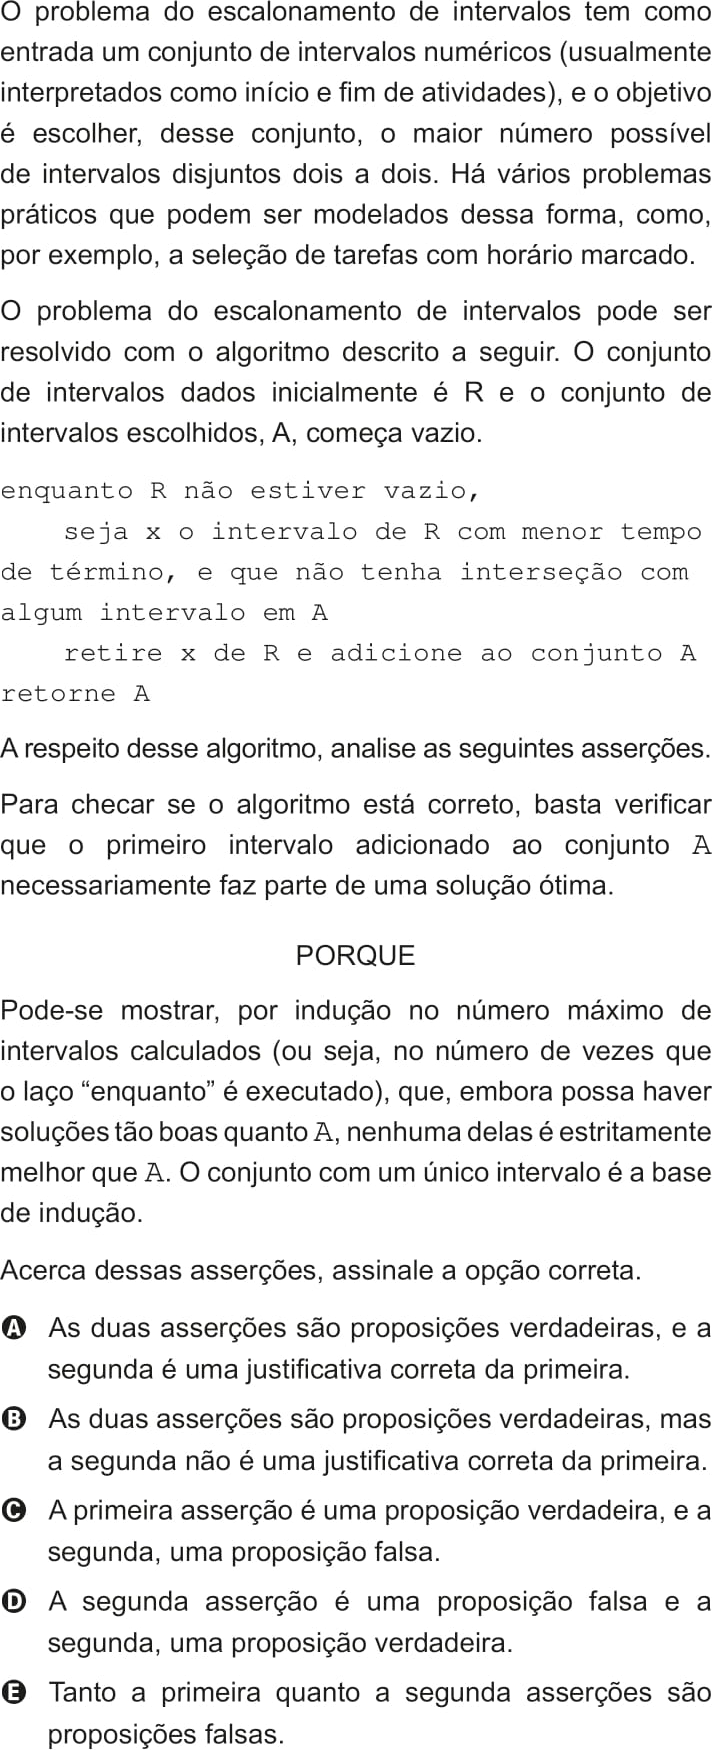 O problema do escalonamento de intervalos tem como
entrada um conjunto de intervalos numéricos (usualmente
interpretados como início e fim de atividades), e o objetivo
é escolher, desse conjunto, o maior número possível
de intervalos disjuntos dois a dois. Há vários problemas
práticos que podem ser modelados dessa forma, como,
por exemplo, a seleção de tarefas com horário marcado.
O problema do escalonamento de intervalos pode ser
resolvido com o algoritmo descrito a seguir. O conjunto
de intervalos dados inicialmente é R e o conjunto de
intervalos escolhidos, A, começa vazio.
enquanto R não estiver vazio,
seja x o intervalo de R com menor tempo
de término, e que não tenha interseção com
algum intervalo em A
retire x de R e adicione ao conjunto A
retorne A
A respeito desse algoritmo, analise as seguintes asserções.
Para checar se o algoritmo está correto, basta verificar
que o primeiro intervalo adicionado ao conjunto A
necessariamente faz parte de uma solução ótima.
PORQUE
Pode-se mostrar, por indução no número máximo de
intervalos calculados (ou seja, no número de vezes que
o laço “enquanto” é executado), que, embora possa haver
soluções tão boas quanto A, nenhuma delas é estritamente
melhor que A. O conjunto com um único intervalo é a base
de indução.
Acerca dessas asserções, assinale a opção correta.
A As duas asserções são proposições verdadeiras, e a
segunda é uma justificativa correta da primeira.
B As duas asserções são proposições verdadeiras, mas
a segunda não é uma justificativa correta da primeira.
C A primeira asserção é uma proposição verdadeira, e a
segunda, uma proposição falsa.
D A segunda asserção é uma proposição falsa e a
segunda, uma proposição verdadeira.
E Tanto a primeira quanto a segunda asserções são
proposições falsas.